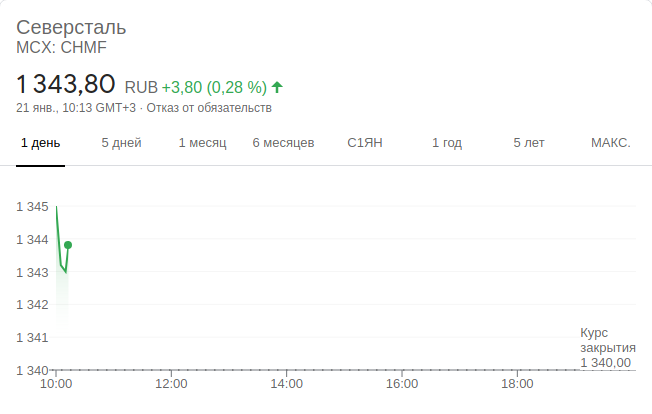 Северсталь
MCX: CHMF
1 343,80 RUB +3,80 (0,28 %)
21 янв., 10:13 GMT+3 · Отказ от обязательств
1 день 5 дней 1 месяц 6 месяцев С1ЯН 1 год 5 лет МАКС.
1 345
1 344
1 343
1 342
1 341
Курс
закрытия
1 340,00
1 340
10:00 12:00 14:00 16:00 18:00